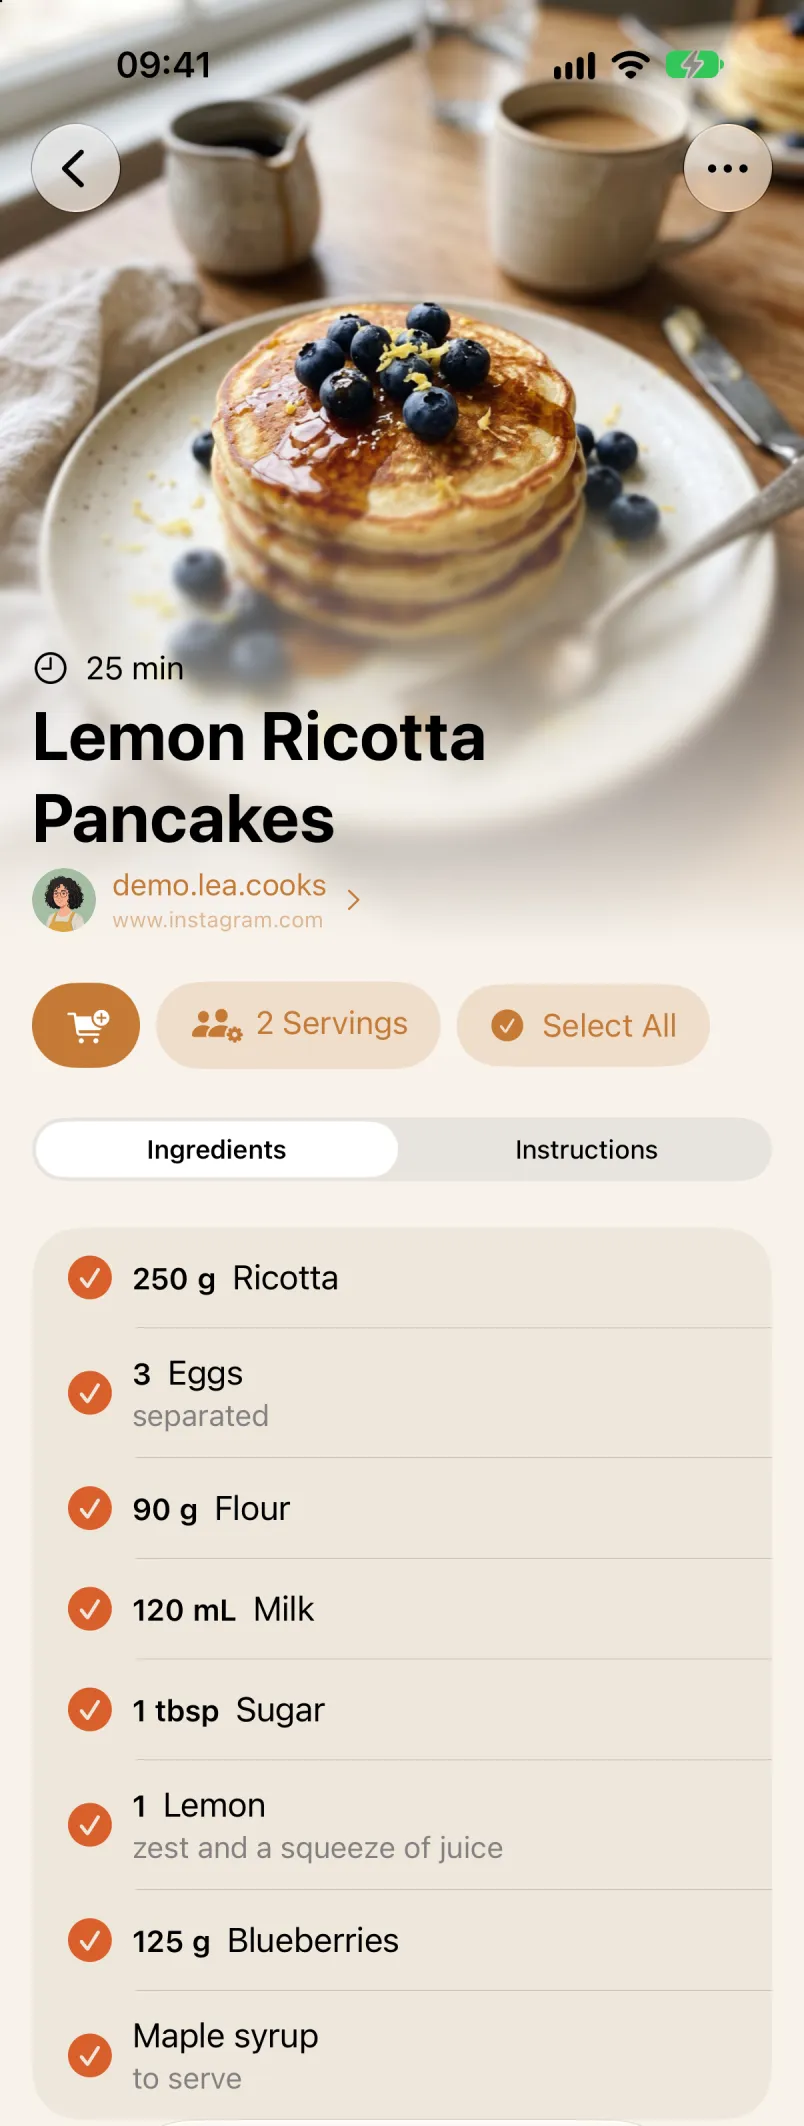 09:41
25 min
Lemon Ricotta
Pancakes
demo.lea.cooks
www.instagram.com
2 Servings
Select All
Ingredients
Instructions
250 g Ricotta
3 Eggs
separated
90 g Flour
120 mL Milk
1 tbsp Sugar
1 Lemon
zest and a squeeze of juice
125 g Blueberries
Maple syrup
to serve